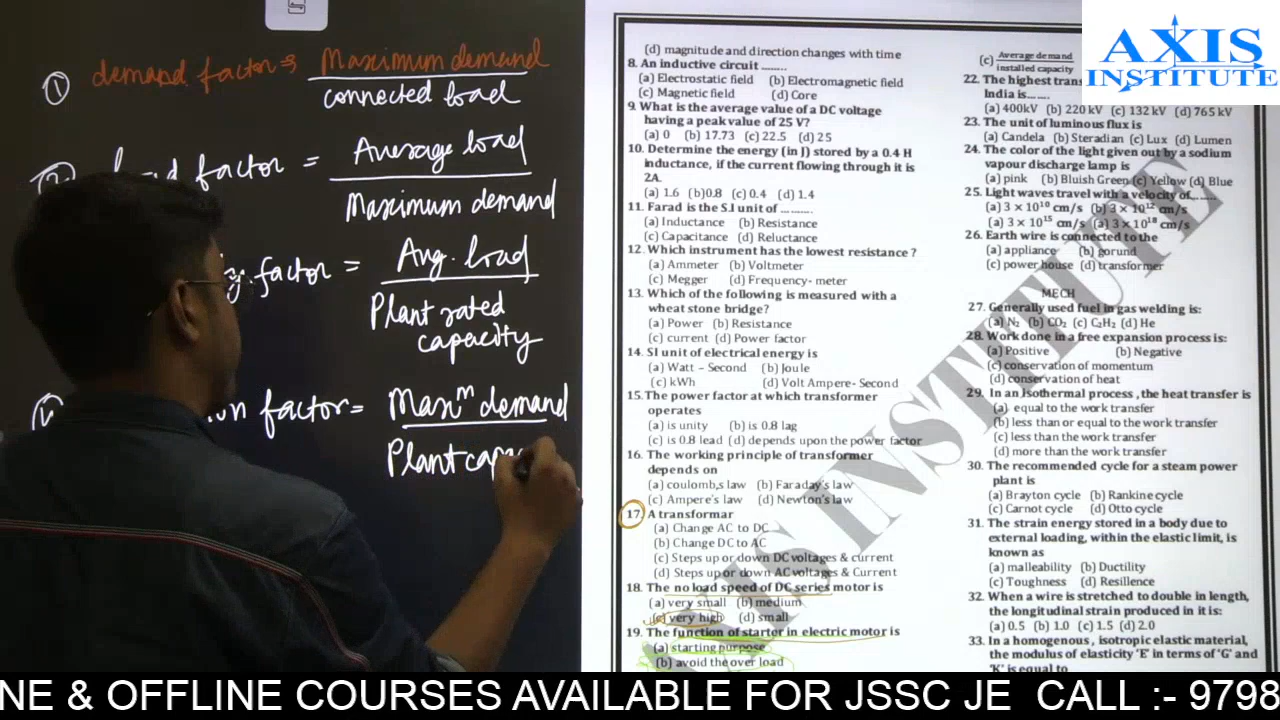 ① demand factor ⇒ Maximum demand
connected load
factor = Average load
Maximum demand
factor = Avg. load
Plant rated
capacity
factor = Maxᵐ demand
Plant capa
(d) magnitude and direction changes with time
8. An inductive circuit ........
(a) Electrostatic field (b) Electromagnetic field
(c) Magnetic field (d) Core
9. What is the average value of a DC voltage
having a peak value of 25 V?
(a) 0 (b) 17.73 (c) 22.5 (d) 25
10. Determine the energy (in J) stored by a 0.4 H
inductance, if the current flowing through it is
2A.
(a) 1.6 (b)0.8 (c) 0.4 (d) 1.4
11. Farad is the S.I unit of ..........
(a) Inductance (b) Resistance
(c) Capacitance (d) Reluctance
12. Which instrument has the lowest resistance ?
(a) Ammeter (b) Voltmeter
(c) Megger (d) Frequency- meter
13. Which of the following is measured with a
wheat stone bridge?
(a) Power (b) Resistance
(c) current (d) Power factor
14. SI unit of electrical energy is
(a) Watt – Second (b) Joule
(c) kWh (d) Volt Ampere- Second
15. The power factor at which transformer
operates
(a) is unity (b) is 0.8 lag
(c) is 0.8 lead (d) depends upon the power factor
16. The working principle of transformer
depends on
(a) coulomb,s law (b) Faraday's law
(c) Ampere's law (d) Newton's law
17. A transformar
(a) Change AC to DC
(b) Change DC to AC
(c) Steps up or down DC voltages & current
(d) Steps up or down AC voltages & Current
18. The no load speed of DC series motor is
(a) very small (b) medium
(c) very high (d) small
19. The function of starter in electric motor is
(a) starting purpose
(b) avoid the over load
AXIS
INSTITUTE
(c) Average demand
installed capacity
22. The highest trans
India is.......
(a) 400kV (b) 220 kV (c) 132 kV (d) 765 kV
23. The unit of luminous flux is
(a) Candela (b) Steradian (c) Lux (d) Lumen
24. The color of the light given out by a sodium
vapour discharge lamp is
(a) pink (b) Bluish Green (c) Yellow (d) Blue
25. Light waves travel with a velocity of.......
(a) 3 × 10¹⁰ cm/s (b) 3 × 10¹² cm/s
(a) 3 × 10¹⁵ cm/s (a) 3 × 10¹⁸ cm/s
26. Earth wire is connected to the
(a) appliance (b) gorund
(c) power house (d) transformer
MECH
27. Generally used fuel in gas welding is:
(a) N₂ (b) CO₂ (c) C₂H₂ (d) He
28. Work done in a free expansion process is:
(a) Positive (b) Negative
(c) conservation of momentum
(d) conservation of heat
29. In an Isothermal process , the heat transfer is
(a) equal to the work transfer
(b) less than or equal to the work transfer
(c) less than the work transfer
(d) more than the work transfer
30. The recommended cycle for a steam power
plant is
(a) Brayton cycle (b) Rankine cycle
(c) Carnot cycle (d) Otto cycle
31. The strain energy stored in a body due to
external loading, within the elastic limit, is
known as
(a) malleability (b) Ductility
(c) Toughness (d) Resillence
32. When a wire is stretched to double in length,
the longitudinal strain produced in it is:
(a) 0.5 (b) 1.0 (c) 1.5 (d) 2.0
33. In a homogenous , isotropic elastic material,
the modulus of elasticity 'E' in terms of 'G' and
'K' is equal to
AXIS INSTITUTE
NE & OFFLINE COURSES AVAILABLE FOR JSSC JE CALL :- 9798